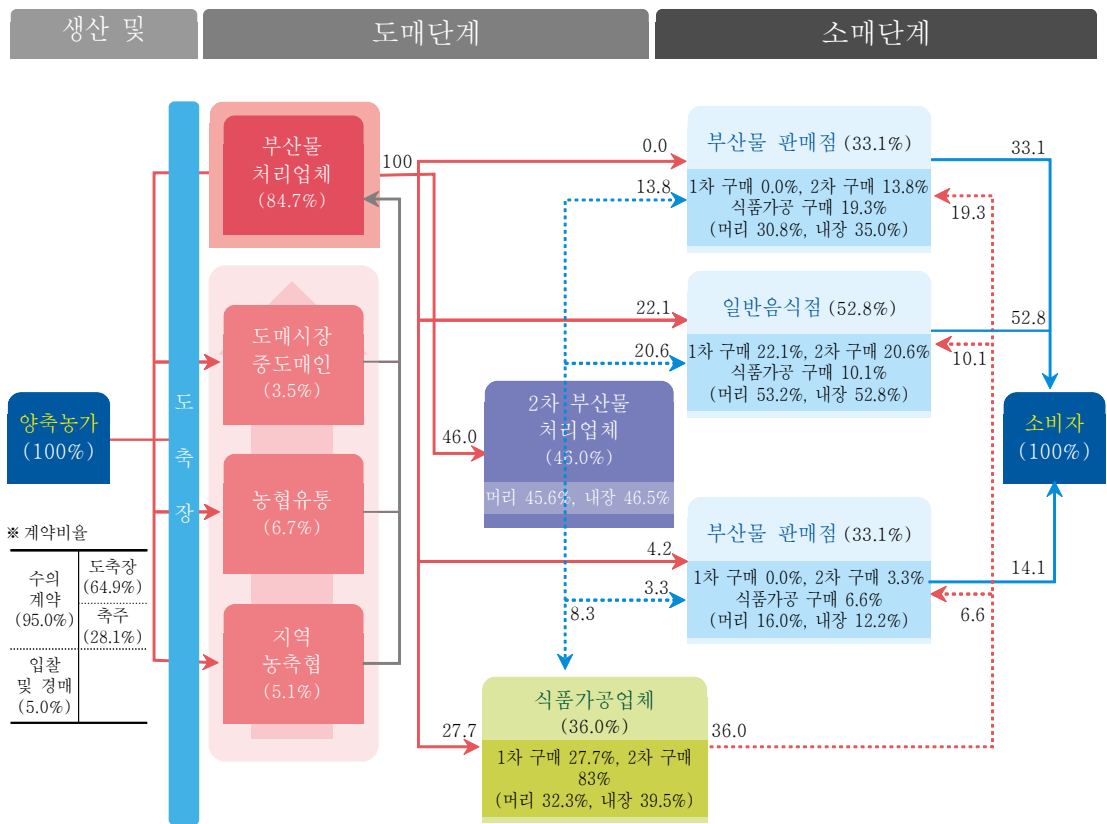 생산 및
도매단계
소매단계
양축농가
(100%)
※ 계약비율
수의
계약
(95.0%)
도축장
(64.9%)
축주
(28.1%)
입찰
및 경매
(5.0%)
도
축
장
부산물
처리업체
(84.7%)
도매시장
중도매인
(3.5%)
농협유통
(6.7%)
지역
농축협
(5.1%)
100
46.0
2차 부산물
처리업체
(46.0%)
머리 45.6%, 내장 46.5%
0.0
13.8
22.1
20.6
4.2
3.3
8.3
27.7
부산물 판매점 (33.1%)
1차 구매 0.0%, 2차 구매 13.8%
식품가공 구매 19.3%
(머리 30.8%, 내장 35.0%)
일반음식점 (52.8%)
1차 구매 22.1%, 2차 구매 20.6%
식품가공 구매 10.1%
(머리 53.2%, 내장 52.8%)
부산물 판매점 (33.1%)
1차 구매 0.0%, 2차 구매 3.3%
식품가공 구매 6.6%
(머리 16.0%, 내장 12.2%)
식품가공업체
(36.0%)
1차 구매 27.7%, 2차 구매
83%
(머리 32.3%, 내장 39.5%)
36.0
33.1
19.3
52.8
10.1
14.1
6.6
소비자
(100%)